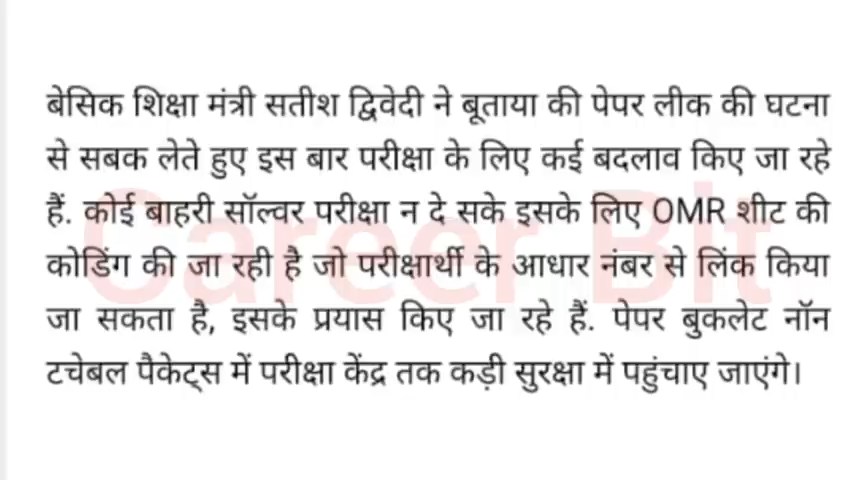 बेसिक शिक्षा मंत्री सतीश द्विवेदी ने बूताया की पेपर लीक की घटना
से सबक लेते हुए इस बार परीक्षा के लिए कई बदलाव किए जा रहे
हैं. कोई बाहरी सॉल्वर परीक्षा न दे सके इसके लिए OMR शीट की
कोडिंग की जा रही है जो परीक्षार्थी के आधार नंबर से लिंक किया
जा सकता है, इसके प्रयास किए जा रहे हैं. पेपर बुकलेट नॉन
टचेबल पैकेट्स में परीक्षा केंद्र तक कड़ी सुरक्षा में पहुंचाए जाएंगे।
Career Bit